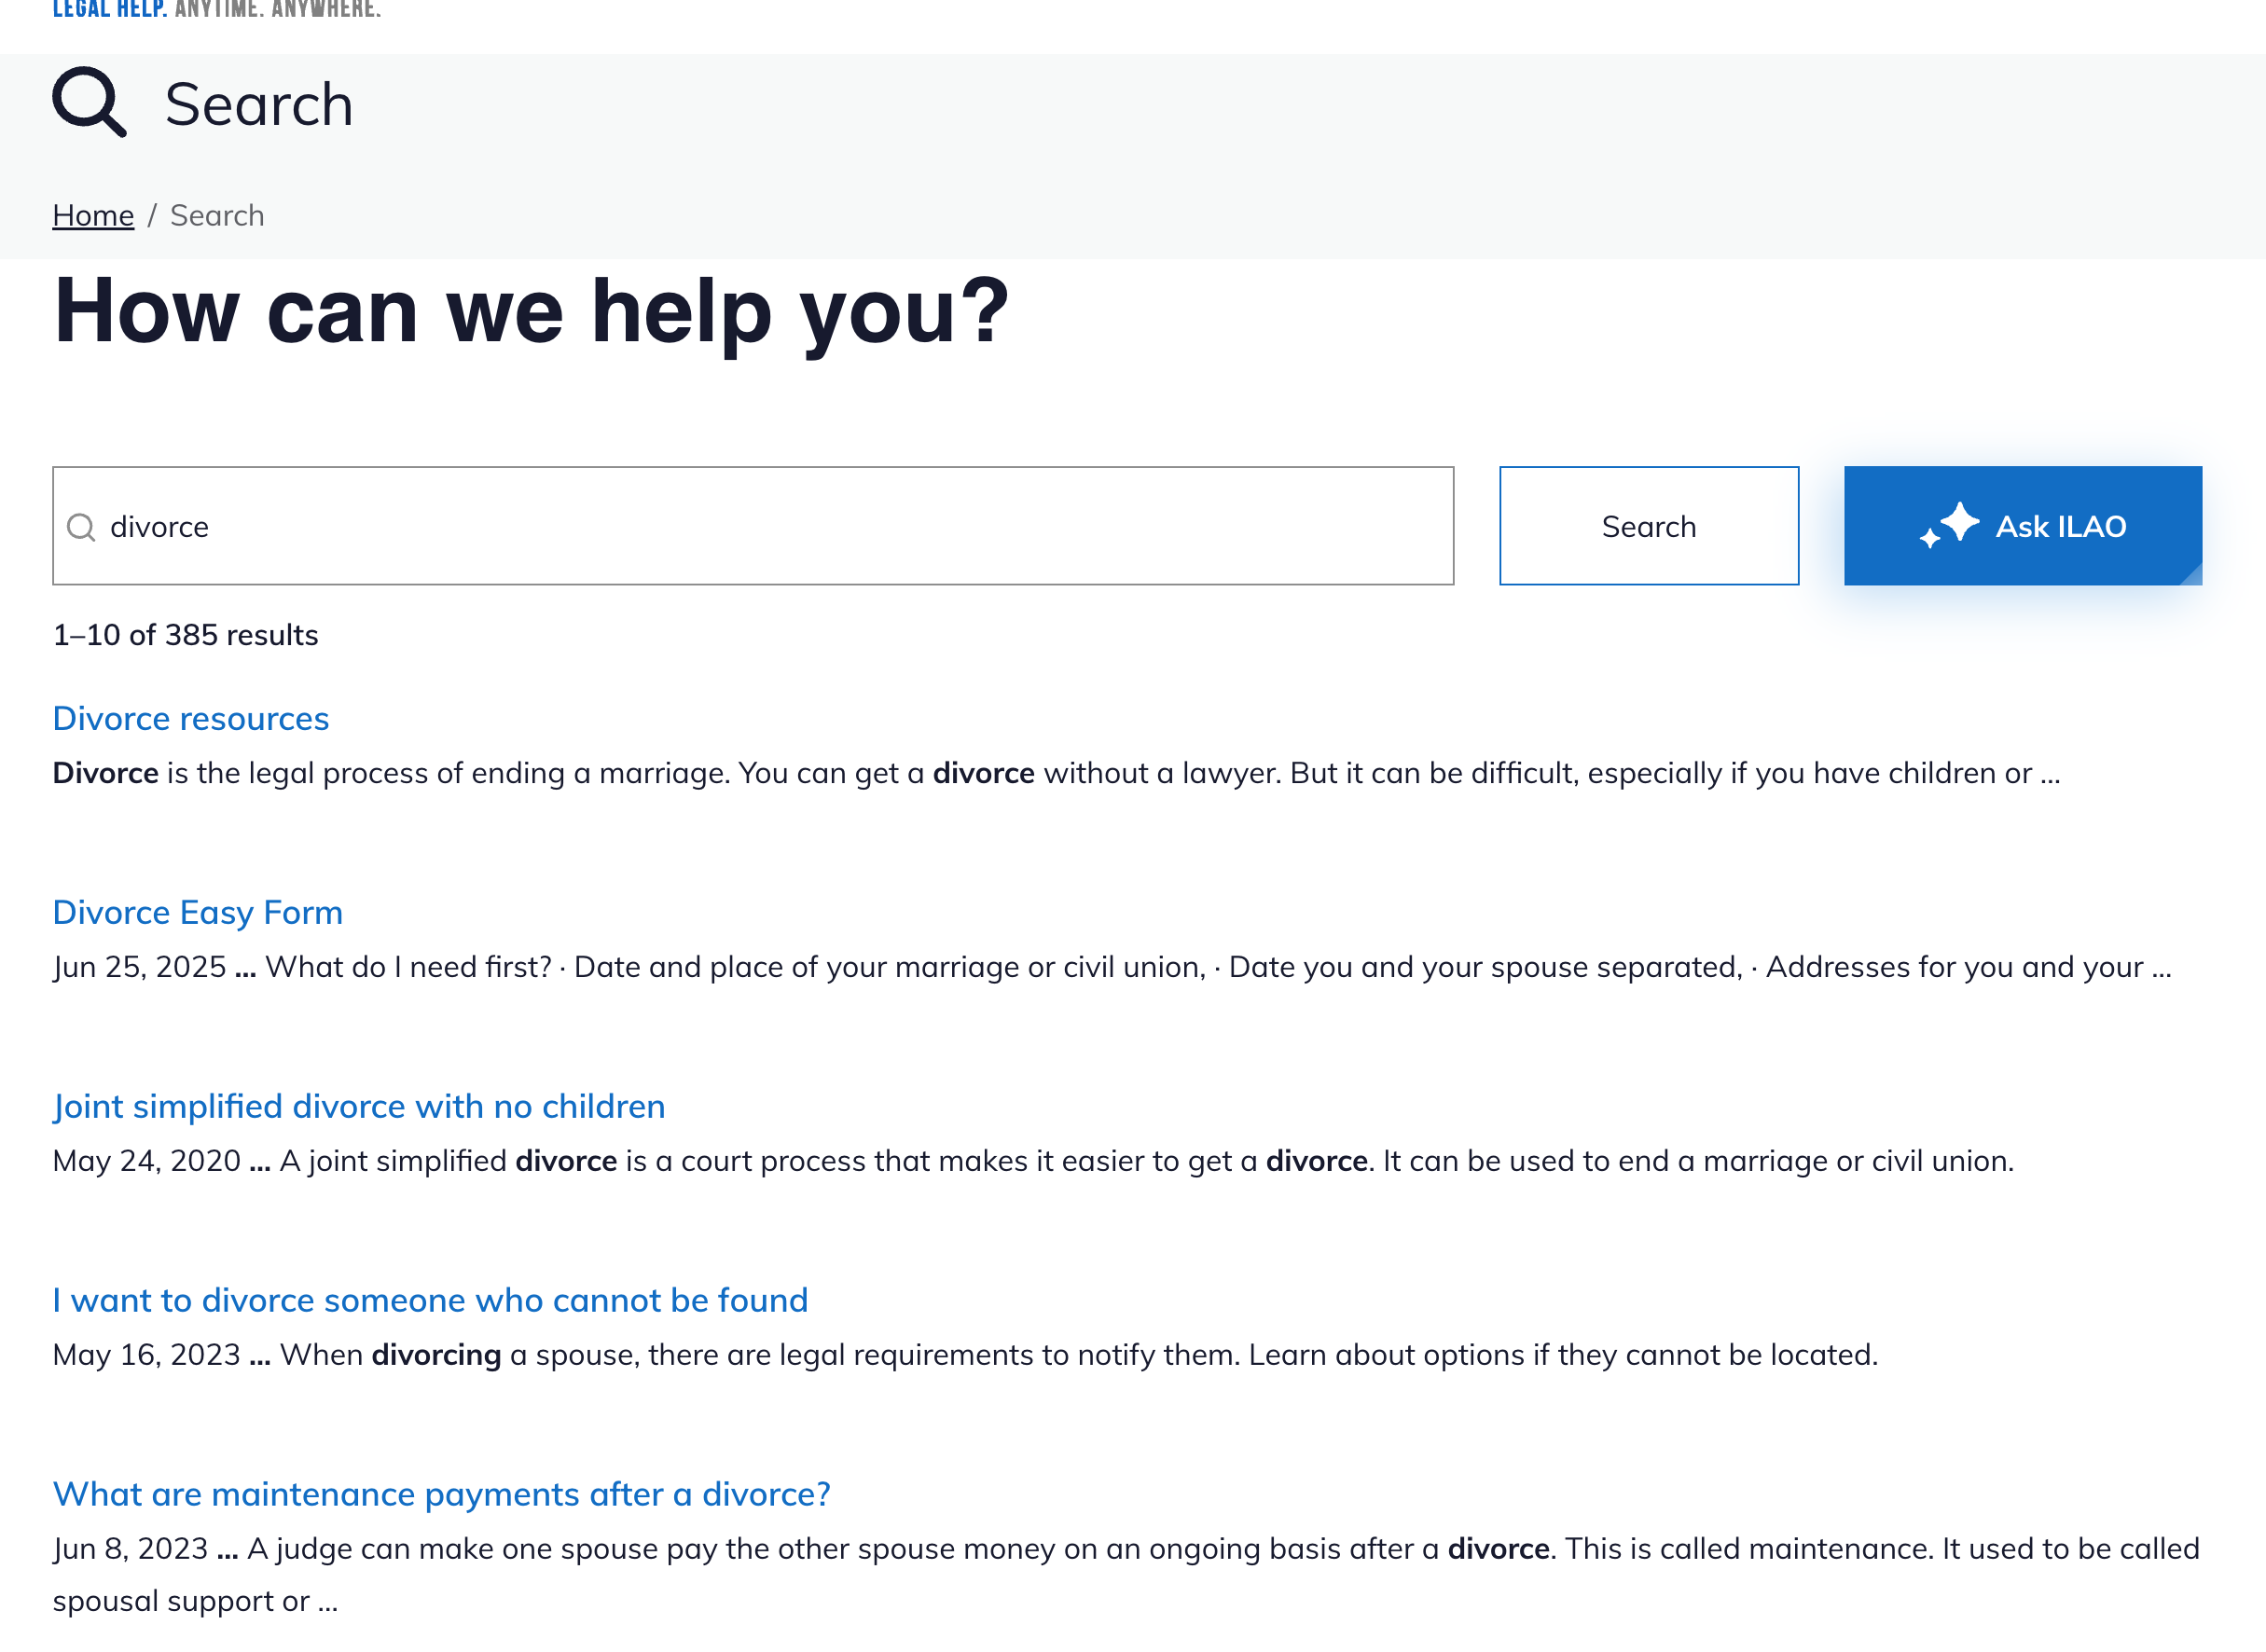 LEGAL HELP. ANYTIME. ANYWHERE.
Search
Home / Search
How can we help you?
divorce
Search
Ask ILAO
1–10 of 385 results
Divorce resources
Divorce is the legal process of ending a marriage. You can get a divorce without a lawyer. But it can be difficult, especially if you have children or ...
Divorce Easy Form
Jun 25, 2025 ... What do I need first? · Date and place of your marriage or civil union, · Date you and your spouse separated, · Addresses for you and your ...
Joint simplified divorce with no children
May 24, 2020 ... A joint simplified divorce is a court process that makes it easier to get a divorce. It can be used to end a marriage or civil union.
I want to divorce someone who cannot be found
May 16, 2023 ... When divorcing a spouse, there are legal requirements to notify them. Learn about options if they cannot be located.
What are maintenance payments after a divorce?
Jun 8, 2023 ... A judge can make one spouse pay the other spouse money on an ongoing basis after a divorce. This is called maintenance. It used to be called
spousal support or ...